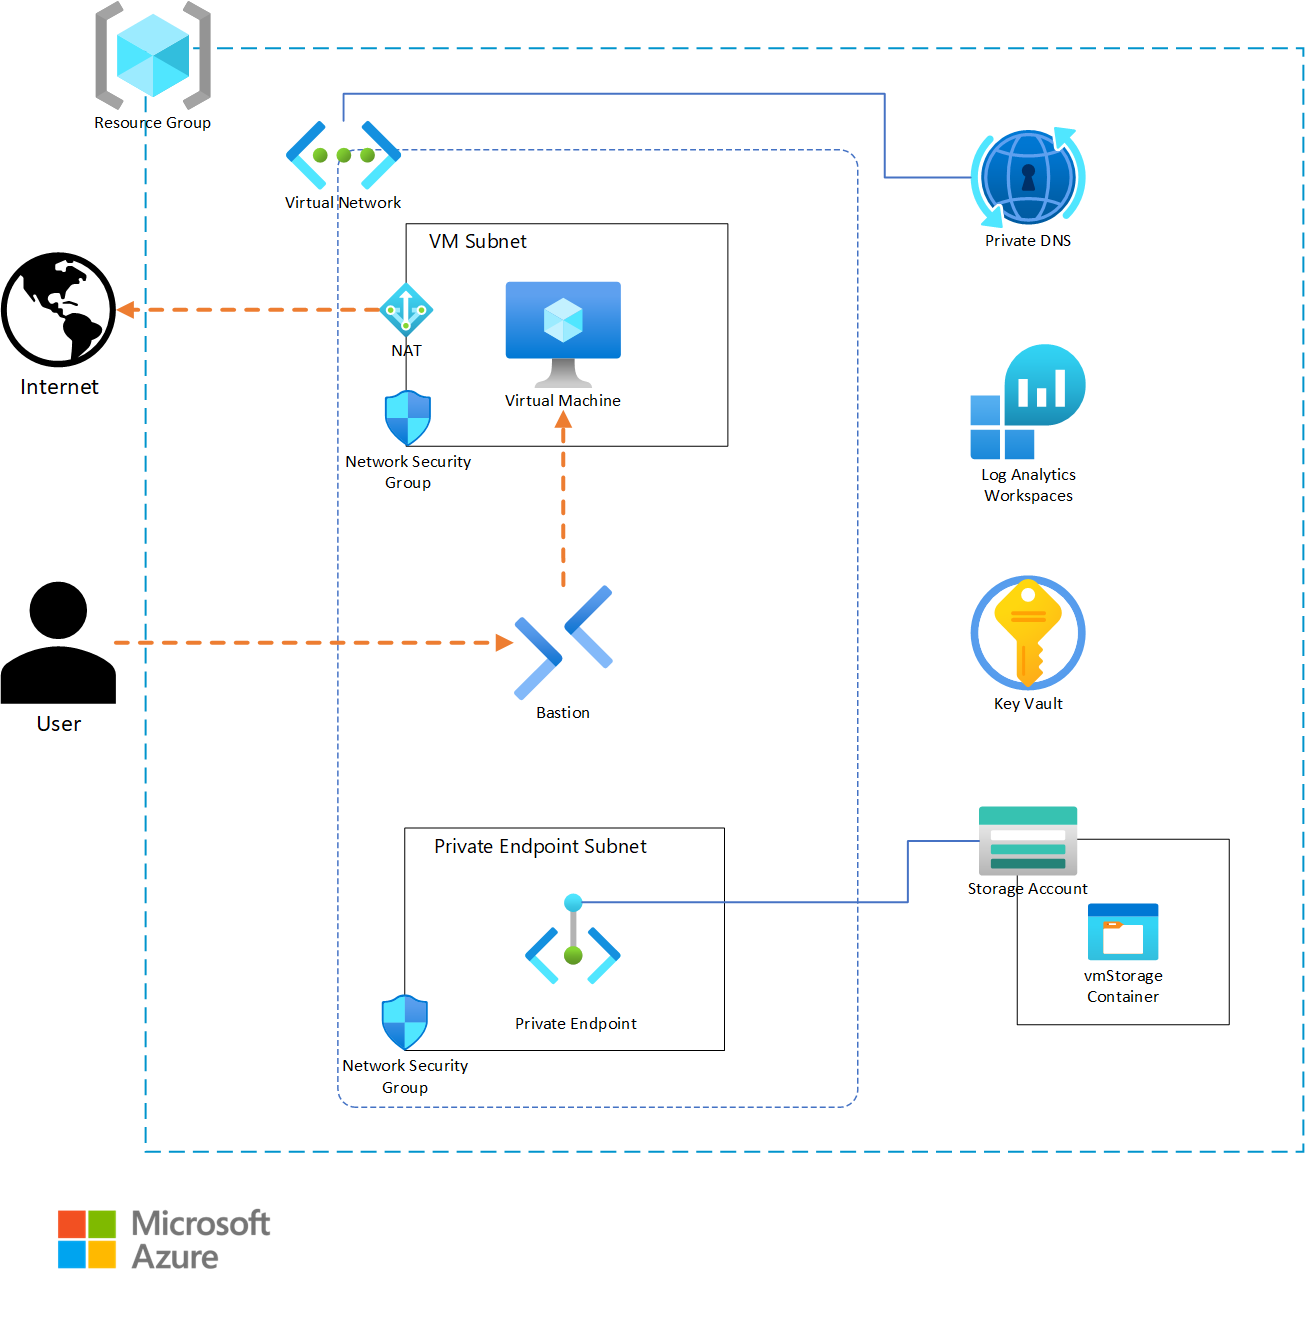 Resource Group
Virtual Network
VM Subnet
Private DNS
NAT
Internet
Virtual Machine
Network Security
Group
Log Analytics
Workspaces
User
Bastion
Key Vault
Private Endpoint Subnet
Storage Account
vmStorage
Container
Private Endpoint
Network Security
Group
Microsoft
Azure